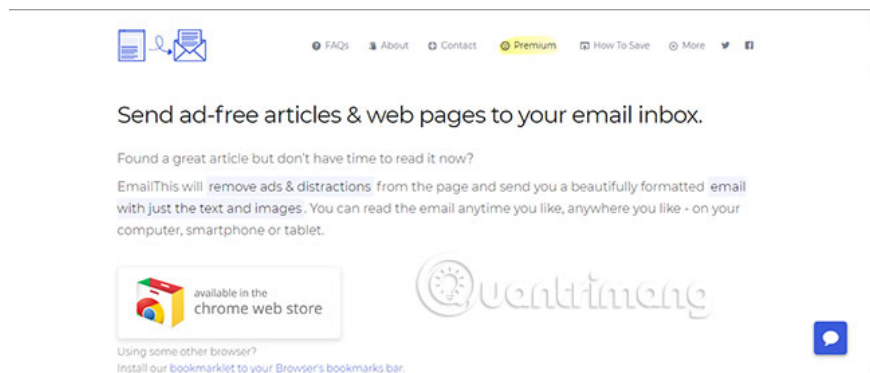 FAQs About Contact Premium How To Save More
Send ad-free articles & web pages to your email inbox.
Found a great article but don't have time to read it now?
EmailThis will remove ads & distractions from the page and send you a beautifully formatted email
with just the text and images. You can read the email anytime you like, anywhere you like - on your
computer, smartphone or tablet.
available in the
chrome web store
Quantrimang
Using some other browser?
Install our bookmarklet to your Browser's bookmarks bar.